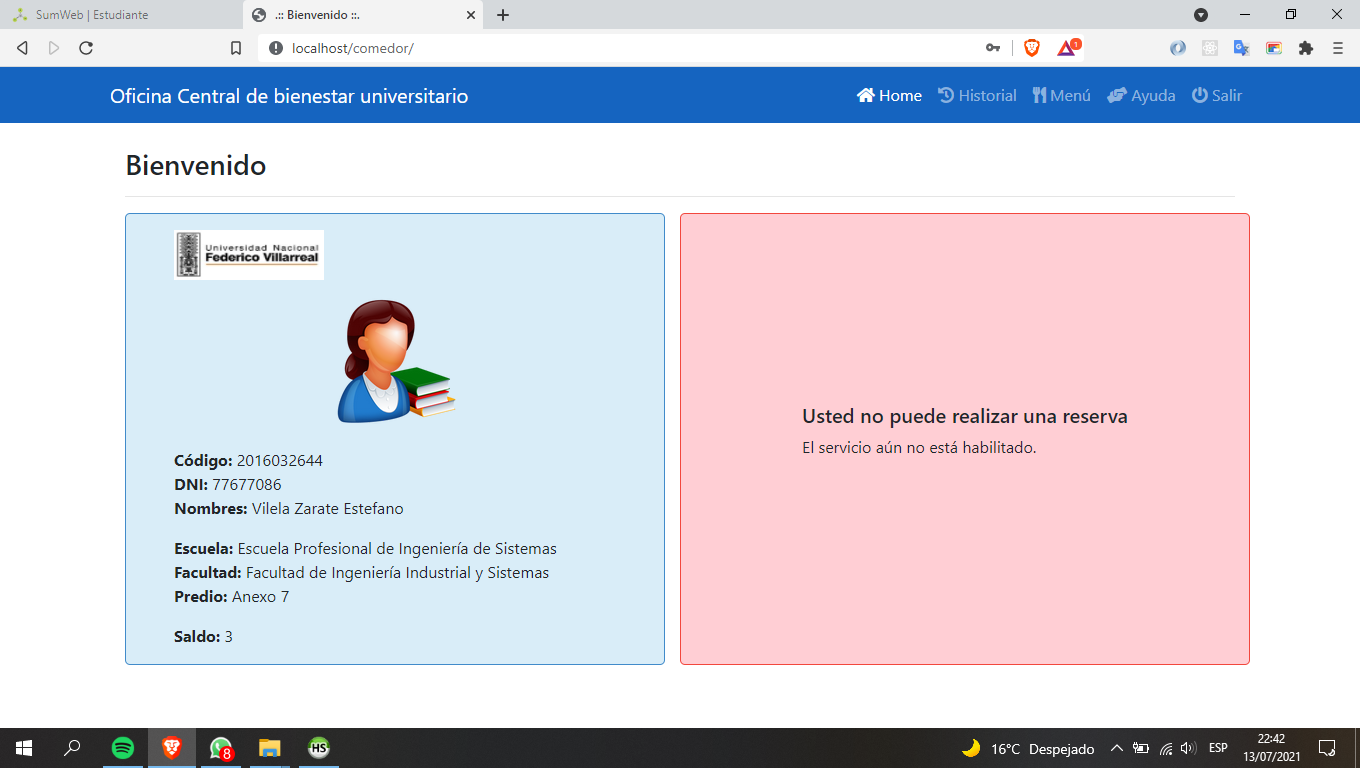 SumWeb | Estudiante
.:: Bienvenido ::.
localhost/comedor/
1
Oficina Central de bienestar universitario
Home
Historial
Menú
Ayuda
Salir
Bienvenido
Universidad Nacional
Federico Villarreal
Código: 2016032644
DNI: 77677086
Nombres: Vilela Zarate Estefano
Escuela: Escuela Profesional de Ingeniería de Sistemas
Facultad: Facultad de Ingeniería Industrial y Sistemas
Predio: Anexo 7
Saldo: 3
Usted no puede realizar una reserva
El servicio aún no está habilitado.
8
HS
16°C Despejado
ESP
22:42
13/07/2021